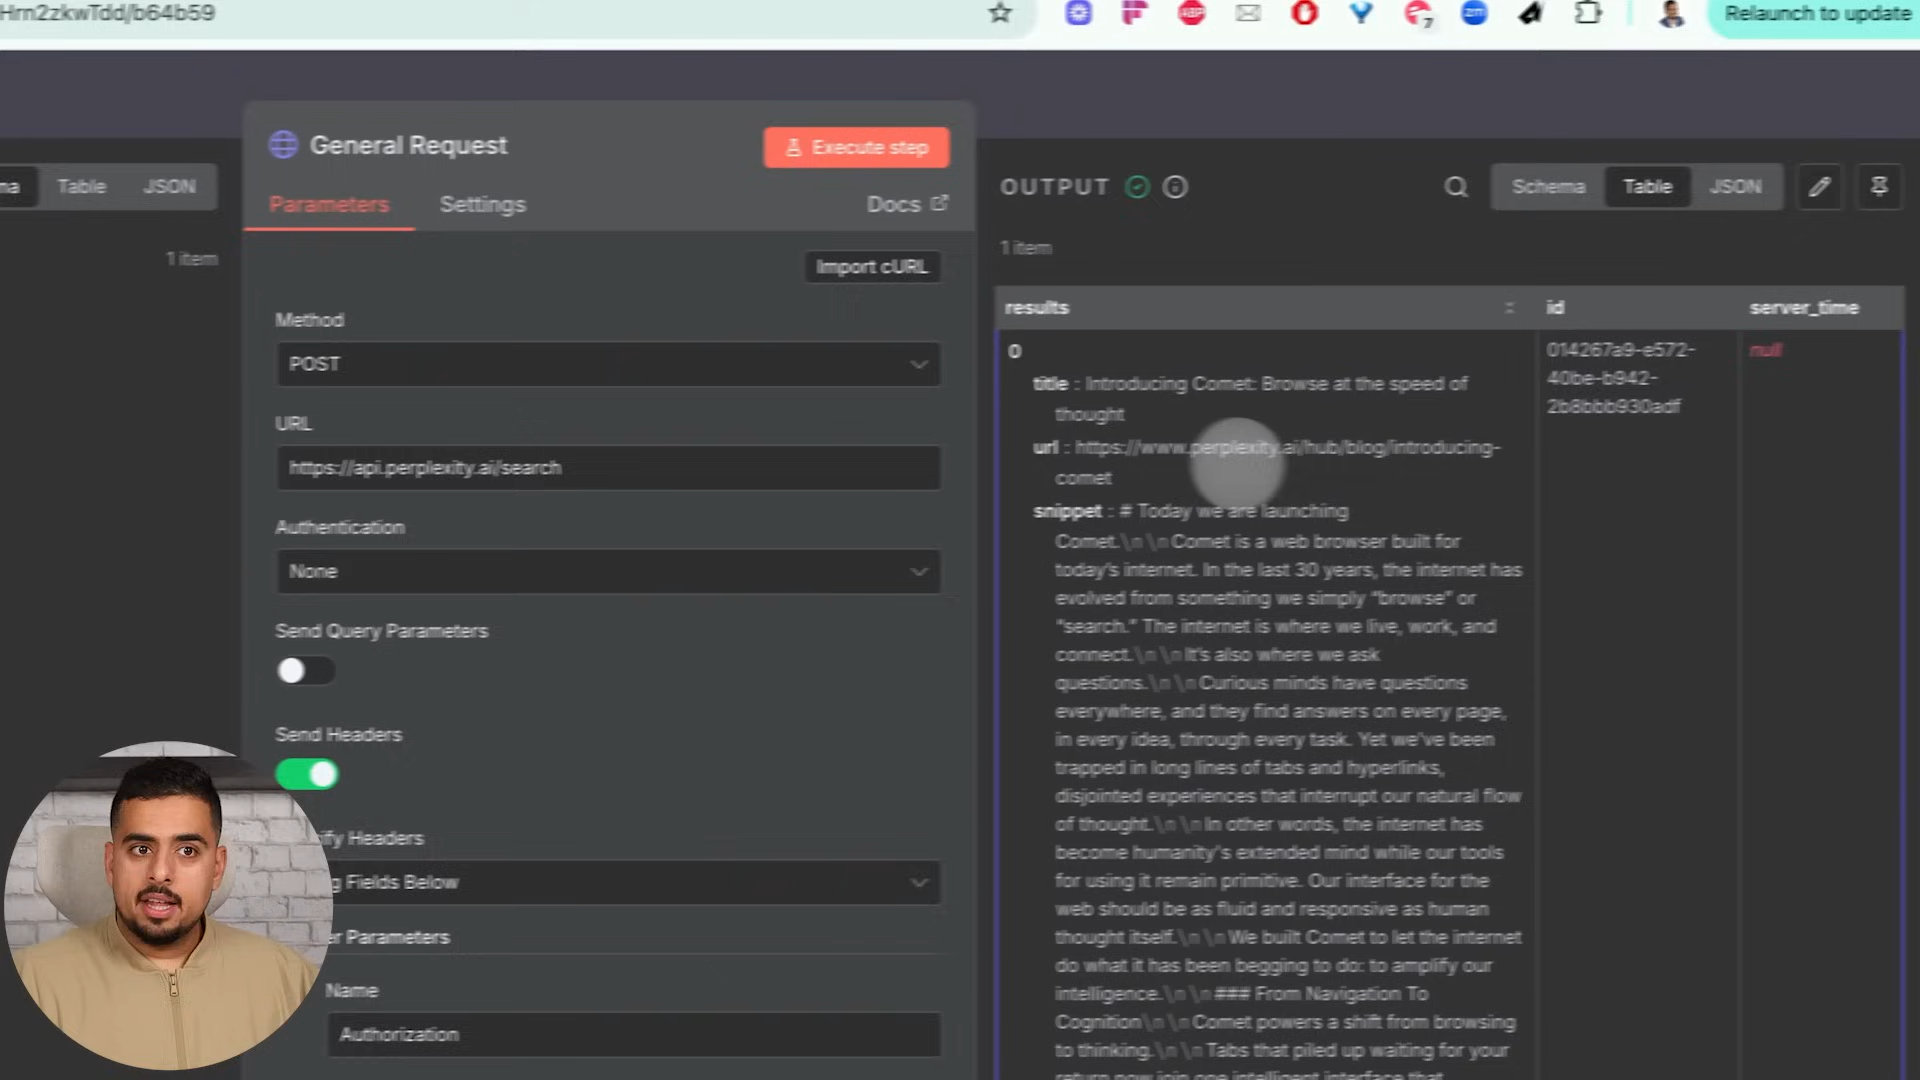 Hrn2zkwTdd/b64b59
ABP
7
zm
Relaunch to update
General Request
Execute step
Parameters
Settings
Docs
Import cURL
Method
POST
URL
https://api.perplexity.ai/search
Authentication
None
Send Query Parameters
Send Headers
ify Headers
g Fields Below
er Parameters
Name
Authorization
ma
Table
JSON
1 item
OUTPUT
Schema
Table
JSON
1 item
results
id
server_time
0
014267a9-e572-
40be-b942-
2b8bbb930adf
null
title : Introducing Comet: Browse at the speed of
thought
url : https://www.perplexity.ai/hub/blog/introducing-
comet
snippet : # Today we are launching
Comet.\n \n Comet is a web browser built for
today's internet. In the last 30 years, the internet has
evolved from something we simply "browse" or
"search." The internet is where we live, work, and
connect.\n \n It's also where we ask
questions.\n \n Curious minds have questions
everywhere, and they find answers on every page,
in every idea, through every task. Yet we've been
trapped in long lines of tabs and hyperlinks,
disjointed experiences that interrupt our natural flow
of thought.\n \n In other words, the internet has
become humanity's extended mind while our tools
for using it remain primitive. Our interface for the
web should be as fluid and responsive as human
thought itself.\n \n We built Comet to let the internet
do what it has been begging to do: to amplify our
intelligence.\n \n ### From Navigation To
Cognition\n \n Comet powers a shift from browsing
to thinking.\n \n Tabs that piled up waiting for your
return now join one intelligent interface that